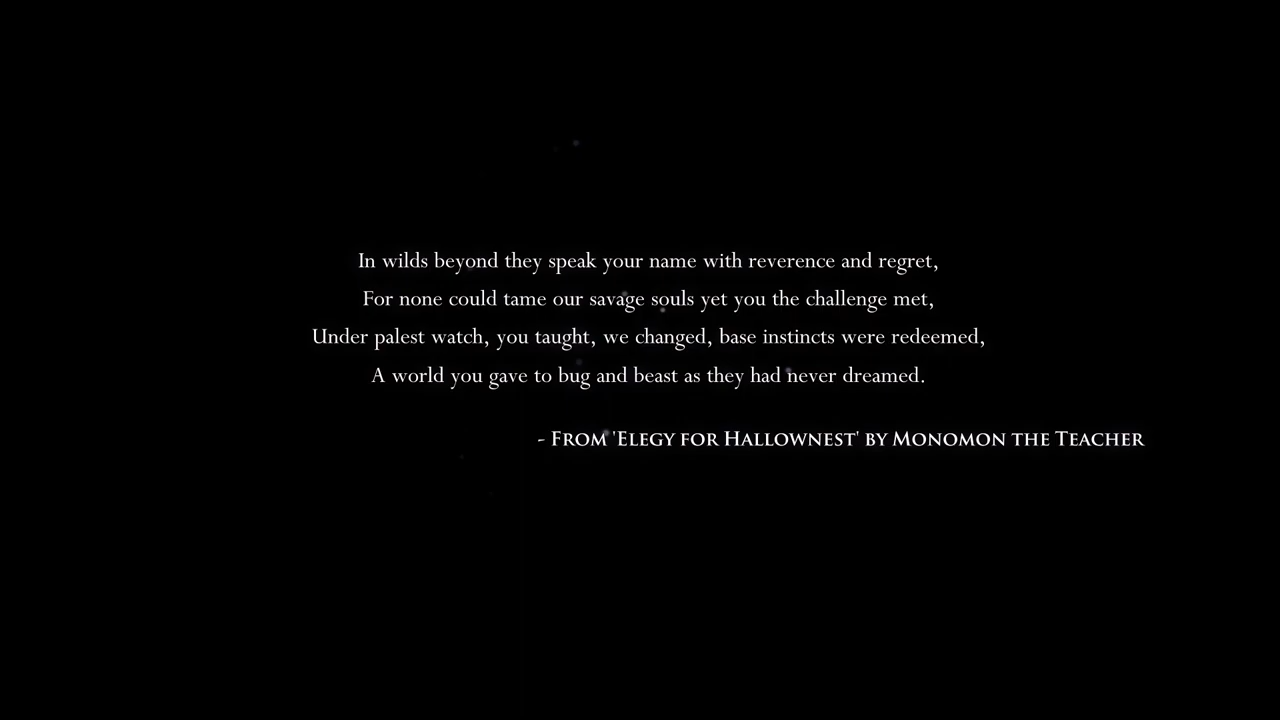 In wilds beyond they speak your name with reverence and regret,
For none could tame our savage souls yet you the challenge met,
Under palest watch, you taught, we changed, base instincts were redeemed,
A world you gave to bug and beast as they had never dreamed.
- From 'Elegy for Hallownest' by Monomon the Teacher